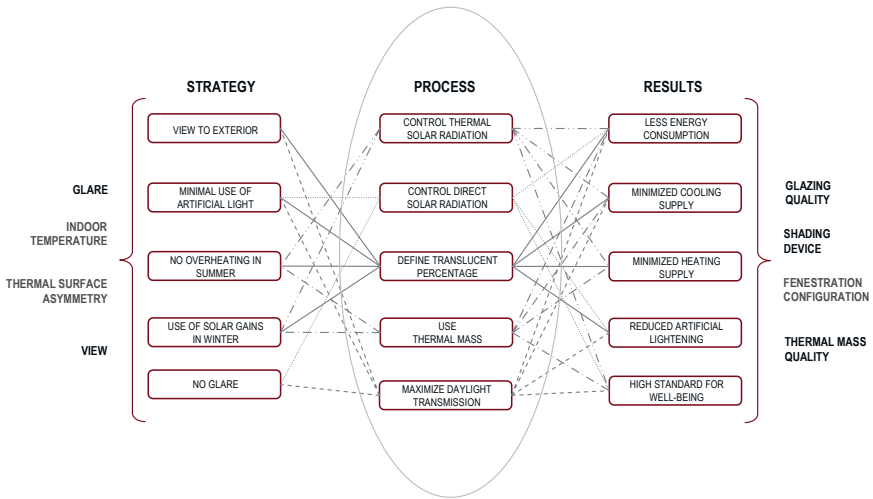 STRATEGY
PROCESS
RESULTS
GLARE
INDOOR
TEMPERATURE
THERMAL SURFACE
ASYMMETRY
VIEW
VIEW TO EXTERIOR
MINIMAL USE OF
ARTIFICIAL LIGHT
NO OVERHEATING IN
SUMMER
USE OF SOLAR GAINS
IN WINTER
NO GLARE
CONTROL THERMAL
SOLAR RADIATION
CONTROL DIRECT
SOLAR RADIATION
DEFINE TRANSLUCENT
PERCENTAGE
USE
THERMAL MASS
MAXIMIZE DAYLIGHT
TRANSMISSION
LESS ENERGY
CONSUMPTION
MINIMIZED COOLING
SUPPLY
MINIMIZED HEATING
SUPPLY
REDUCED ARTIFICIAL
LIGHTENING
HIGH STANDARD FOR
WELL-BEING
GLAZING
QUALITY
SHADING
DEVICE
FENESTRATION
CONFIGURATION
THERMAL MASS
QUALITY